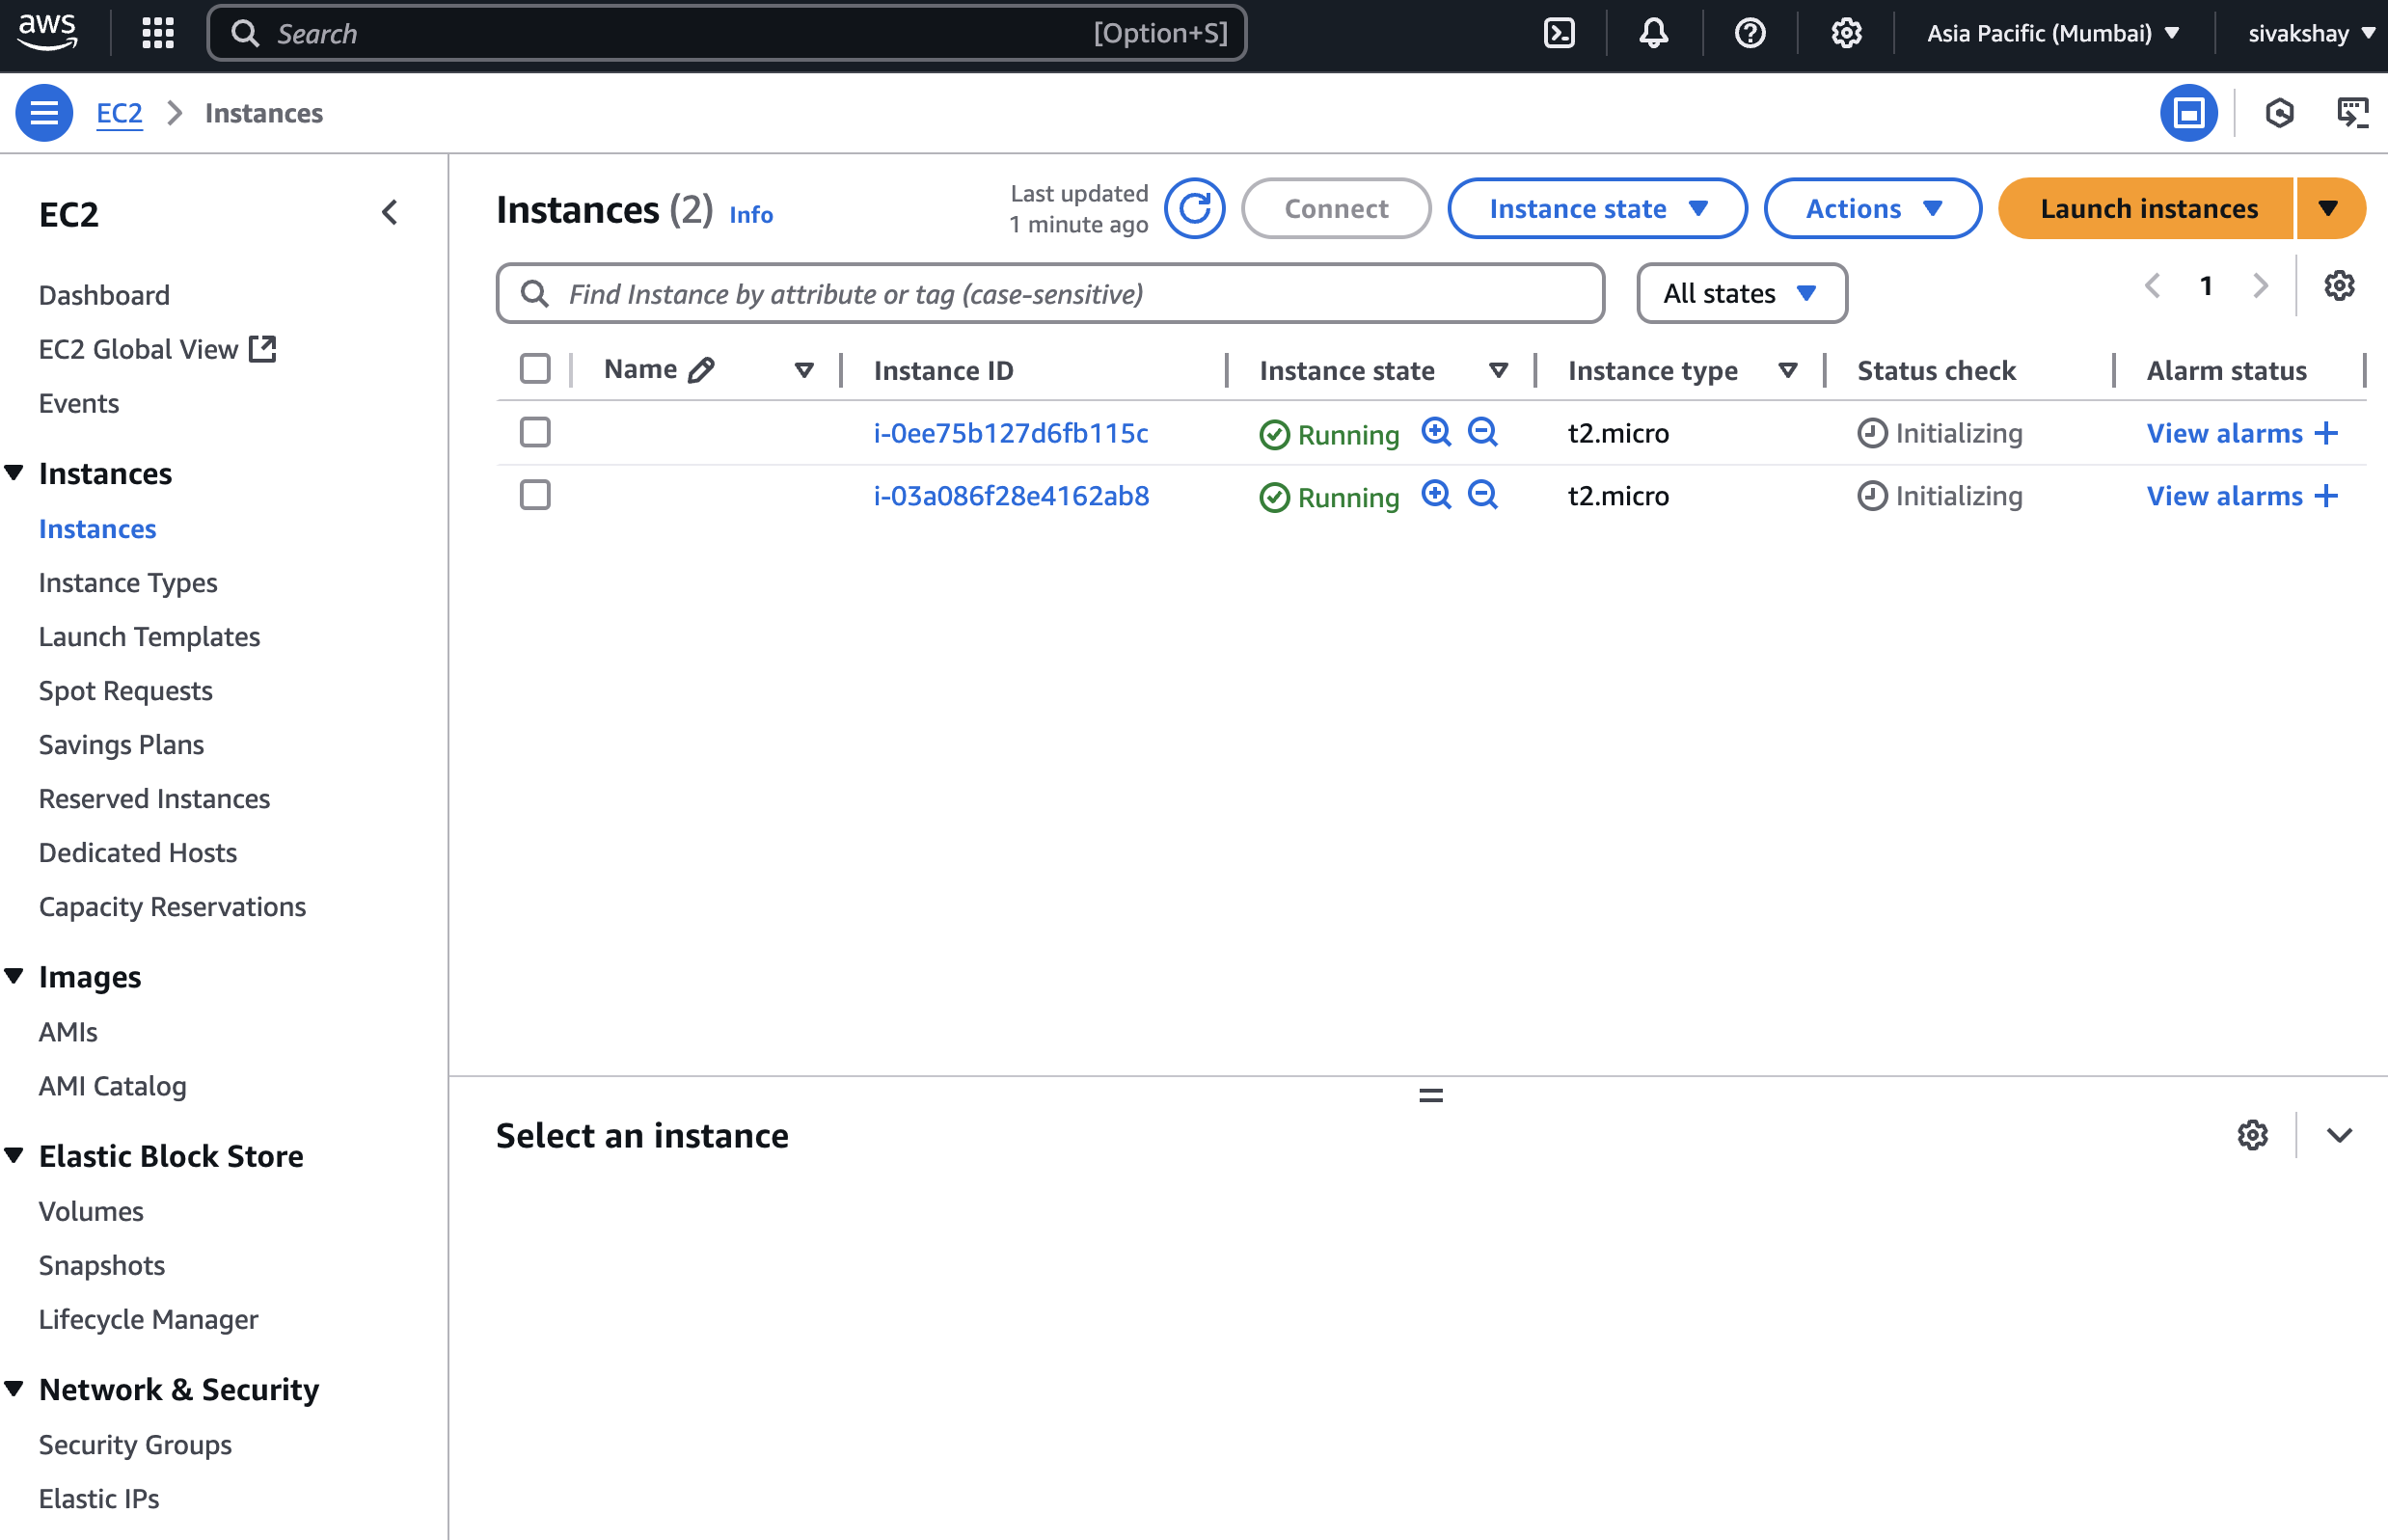 aws
Search [Option+S]
Asia Pacific (Mumbai)
sivakshay
EC2 Instances
EC2
Dashboard
EC2 Global View
Events
Instances
Instances
Instance Types
Launch Templates
Spot Requests
Savings Plans
Reserved Instances
Dedicated Hosts
Capacity Reservations
Images
AMIs
AMI Catalog
Elastic Block Store
Volumes
Snapshots
Lifecycle Manager
Network & Security
Security Groups
Elastic IPs
Instances (2) Info
Last updated
1 minute ago
Connect
Instance state
Actions
Launch instances
Find Instance by attribute or tag (case-sensitive)
All states
1
Name Instance ID Instance state Instance type Status check Alarm status
i-0ee75b127d6fb115c Running t2.micro Initializing View alarms +
i-03a086f28e4162ab8 Running t2.micro Initializing View alarms +
Select an instance